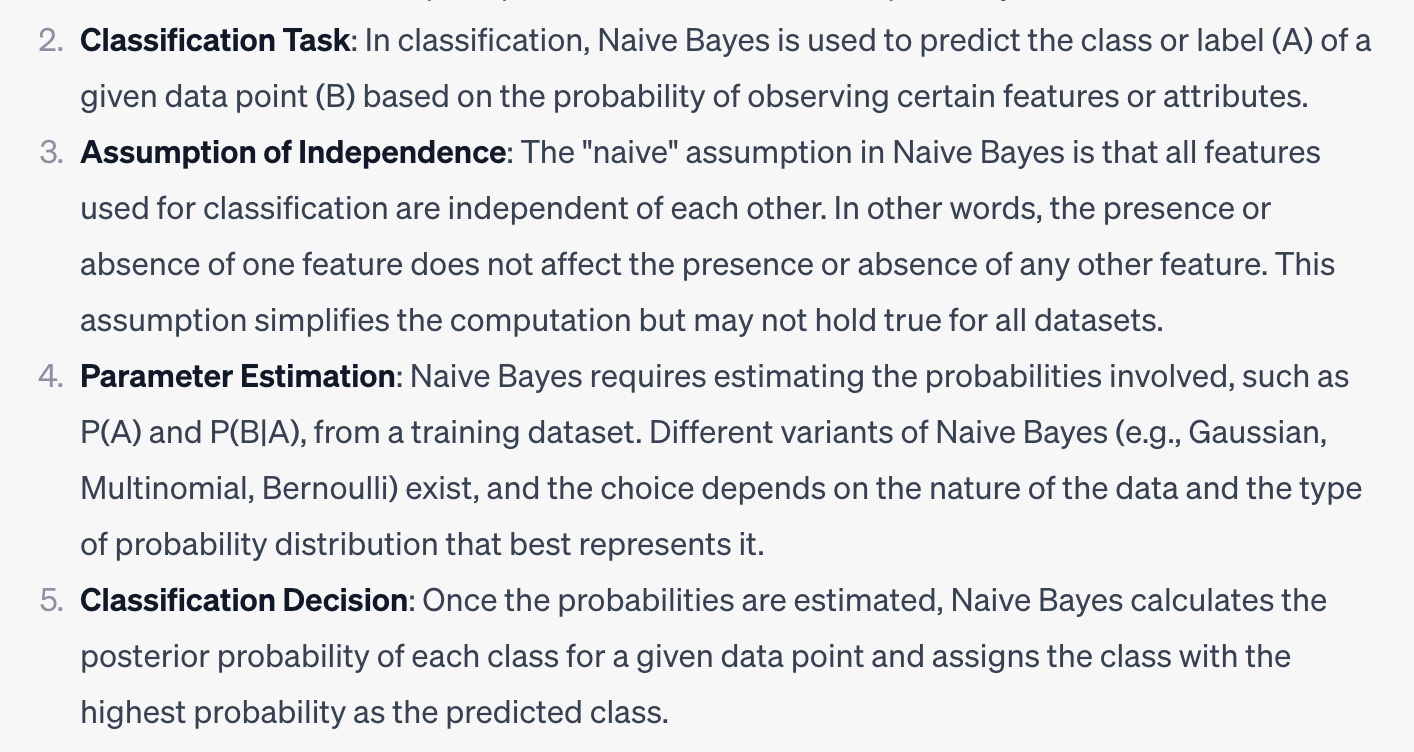 2. Classification Task: In classification, Naive Bayes is used to predict the class or label (A) of a
given data point (B) based on the probability of observing certain features or attributes.
3. Assumption of Independence: The "naive" assumption in Naive Bayes is that all features
used for classification are independent of each other. In other words, the presence or
absence of one feature does not affect the presence or absence of any other feature. This
assumption simplifies the computation but may not hold true for all datasets.
4. Parameter Estimation: Naive Bayes requires estimating the probabilities involved, such as
P(A) and P(B|A), from a training dataset. Different variants of Naive Bayes (e.g., Gaussian,
Multinomial, Bernoulli) exist, and the choice depends on the nature of the data and the type
of probability distribution that best represents it.
5. Classification Decision: Once the probabilities are estimated, Naive Bayes calculates the
posterior probability of each class for a given data point and assigns the class with the
highest probability as the predicted class.